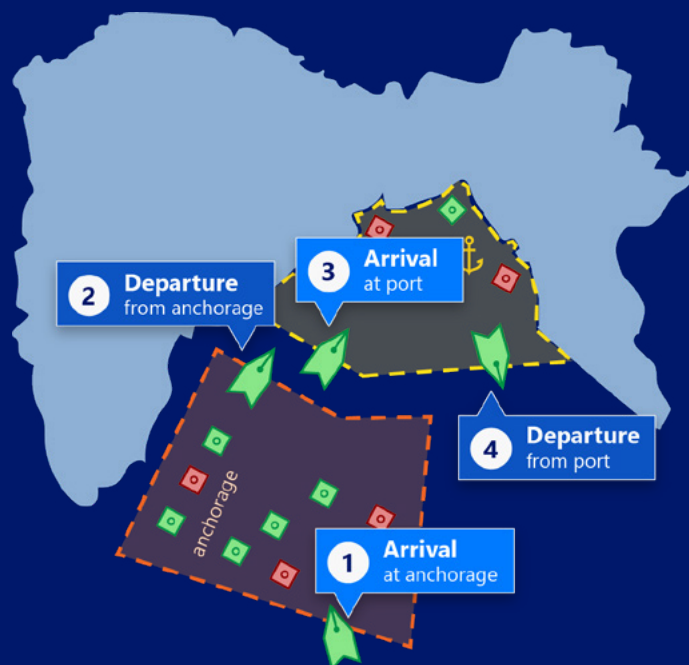 2
Departure
from anchorage
3
Arrival
at port
4
Departure
from port
anchorage
1
Arrival
at anchorage